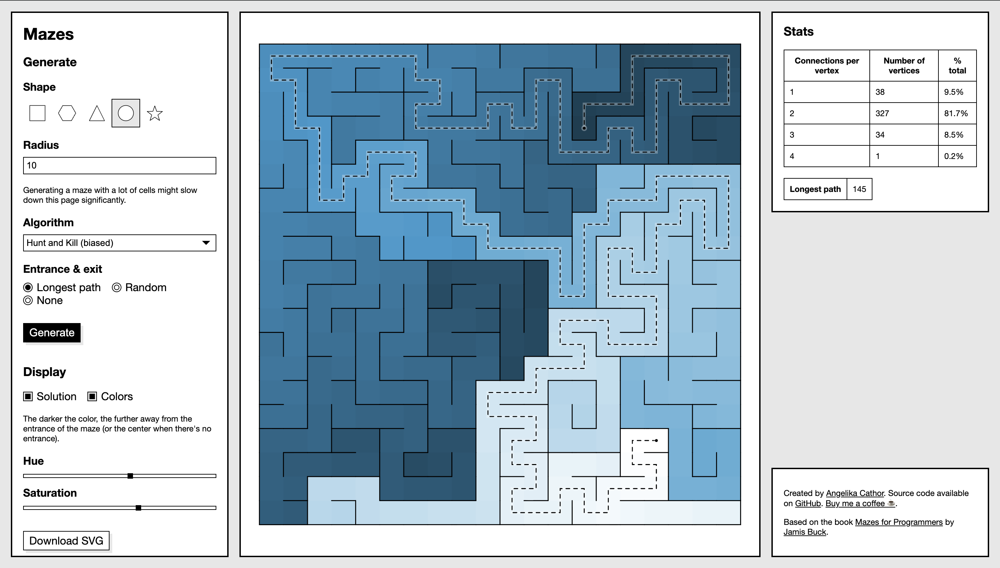 Mazes
Generate
Shape
Radius
10
Generating a maze with a lot of cells might slow
down this page significantly.
Algorithm
Hunt and Kill (biased)
Entrance & exit
Longest path
Random
None
Generate
Display
Solution
Colors
The darker the color, the further away from the
entrance of the maze (or the center when there's no
entrance).
Hue
Saturation
Download SVG
Stats
Connections per
vertex
Number of
vertices
%
total
1
38
9.5%
2
327
81.7%
3
34
8.5%
4
1
0.2%
Longest path
145
Created by Angelika Cathor. Source code available
on GitHub. Buy me a coffee ☕.
Based on the book Mazes for Programmers by
Jamis Buck.